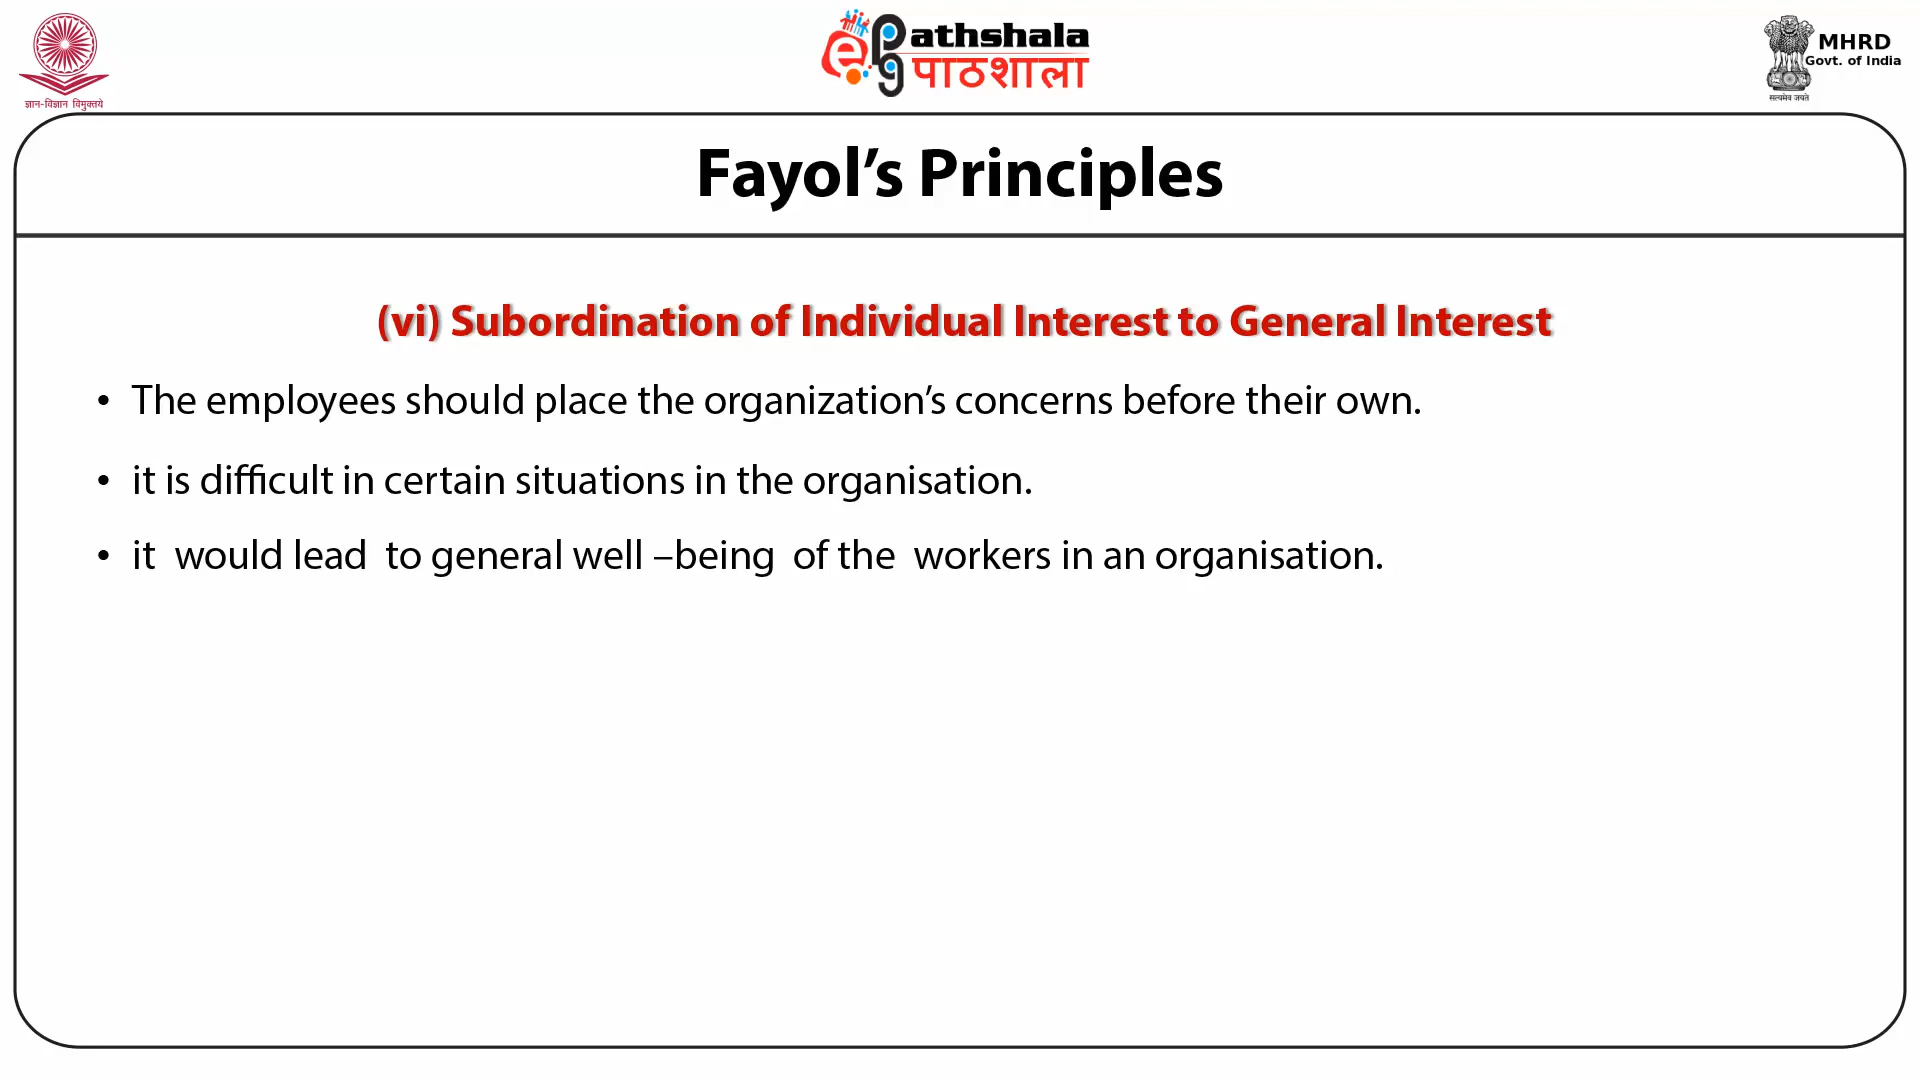 ज्ञान-विज्ञान विमुक्तये
ePg Pathshala
पाठशाला
MHRD
Govt. of India
सत्यमेव जयते
Fayol’s Principles
(vi) Subordination of Individual Interest to General Interest
• The employees should place the organization’s concerns before their own.
• it is difficult in certain situations in the organisation.
• it would lead to general well –being of the workers in an organisation.